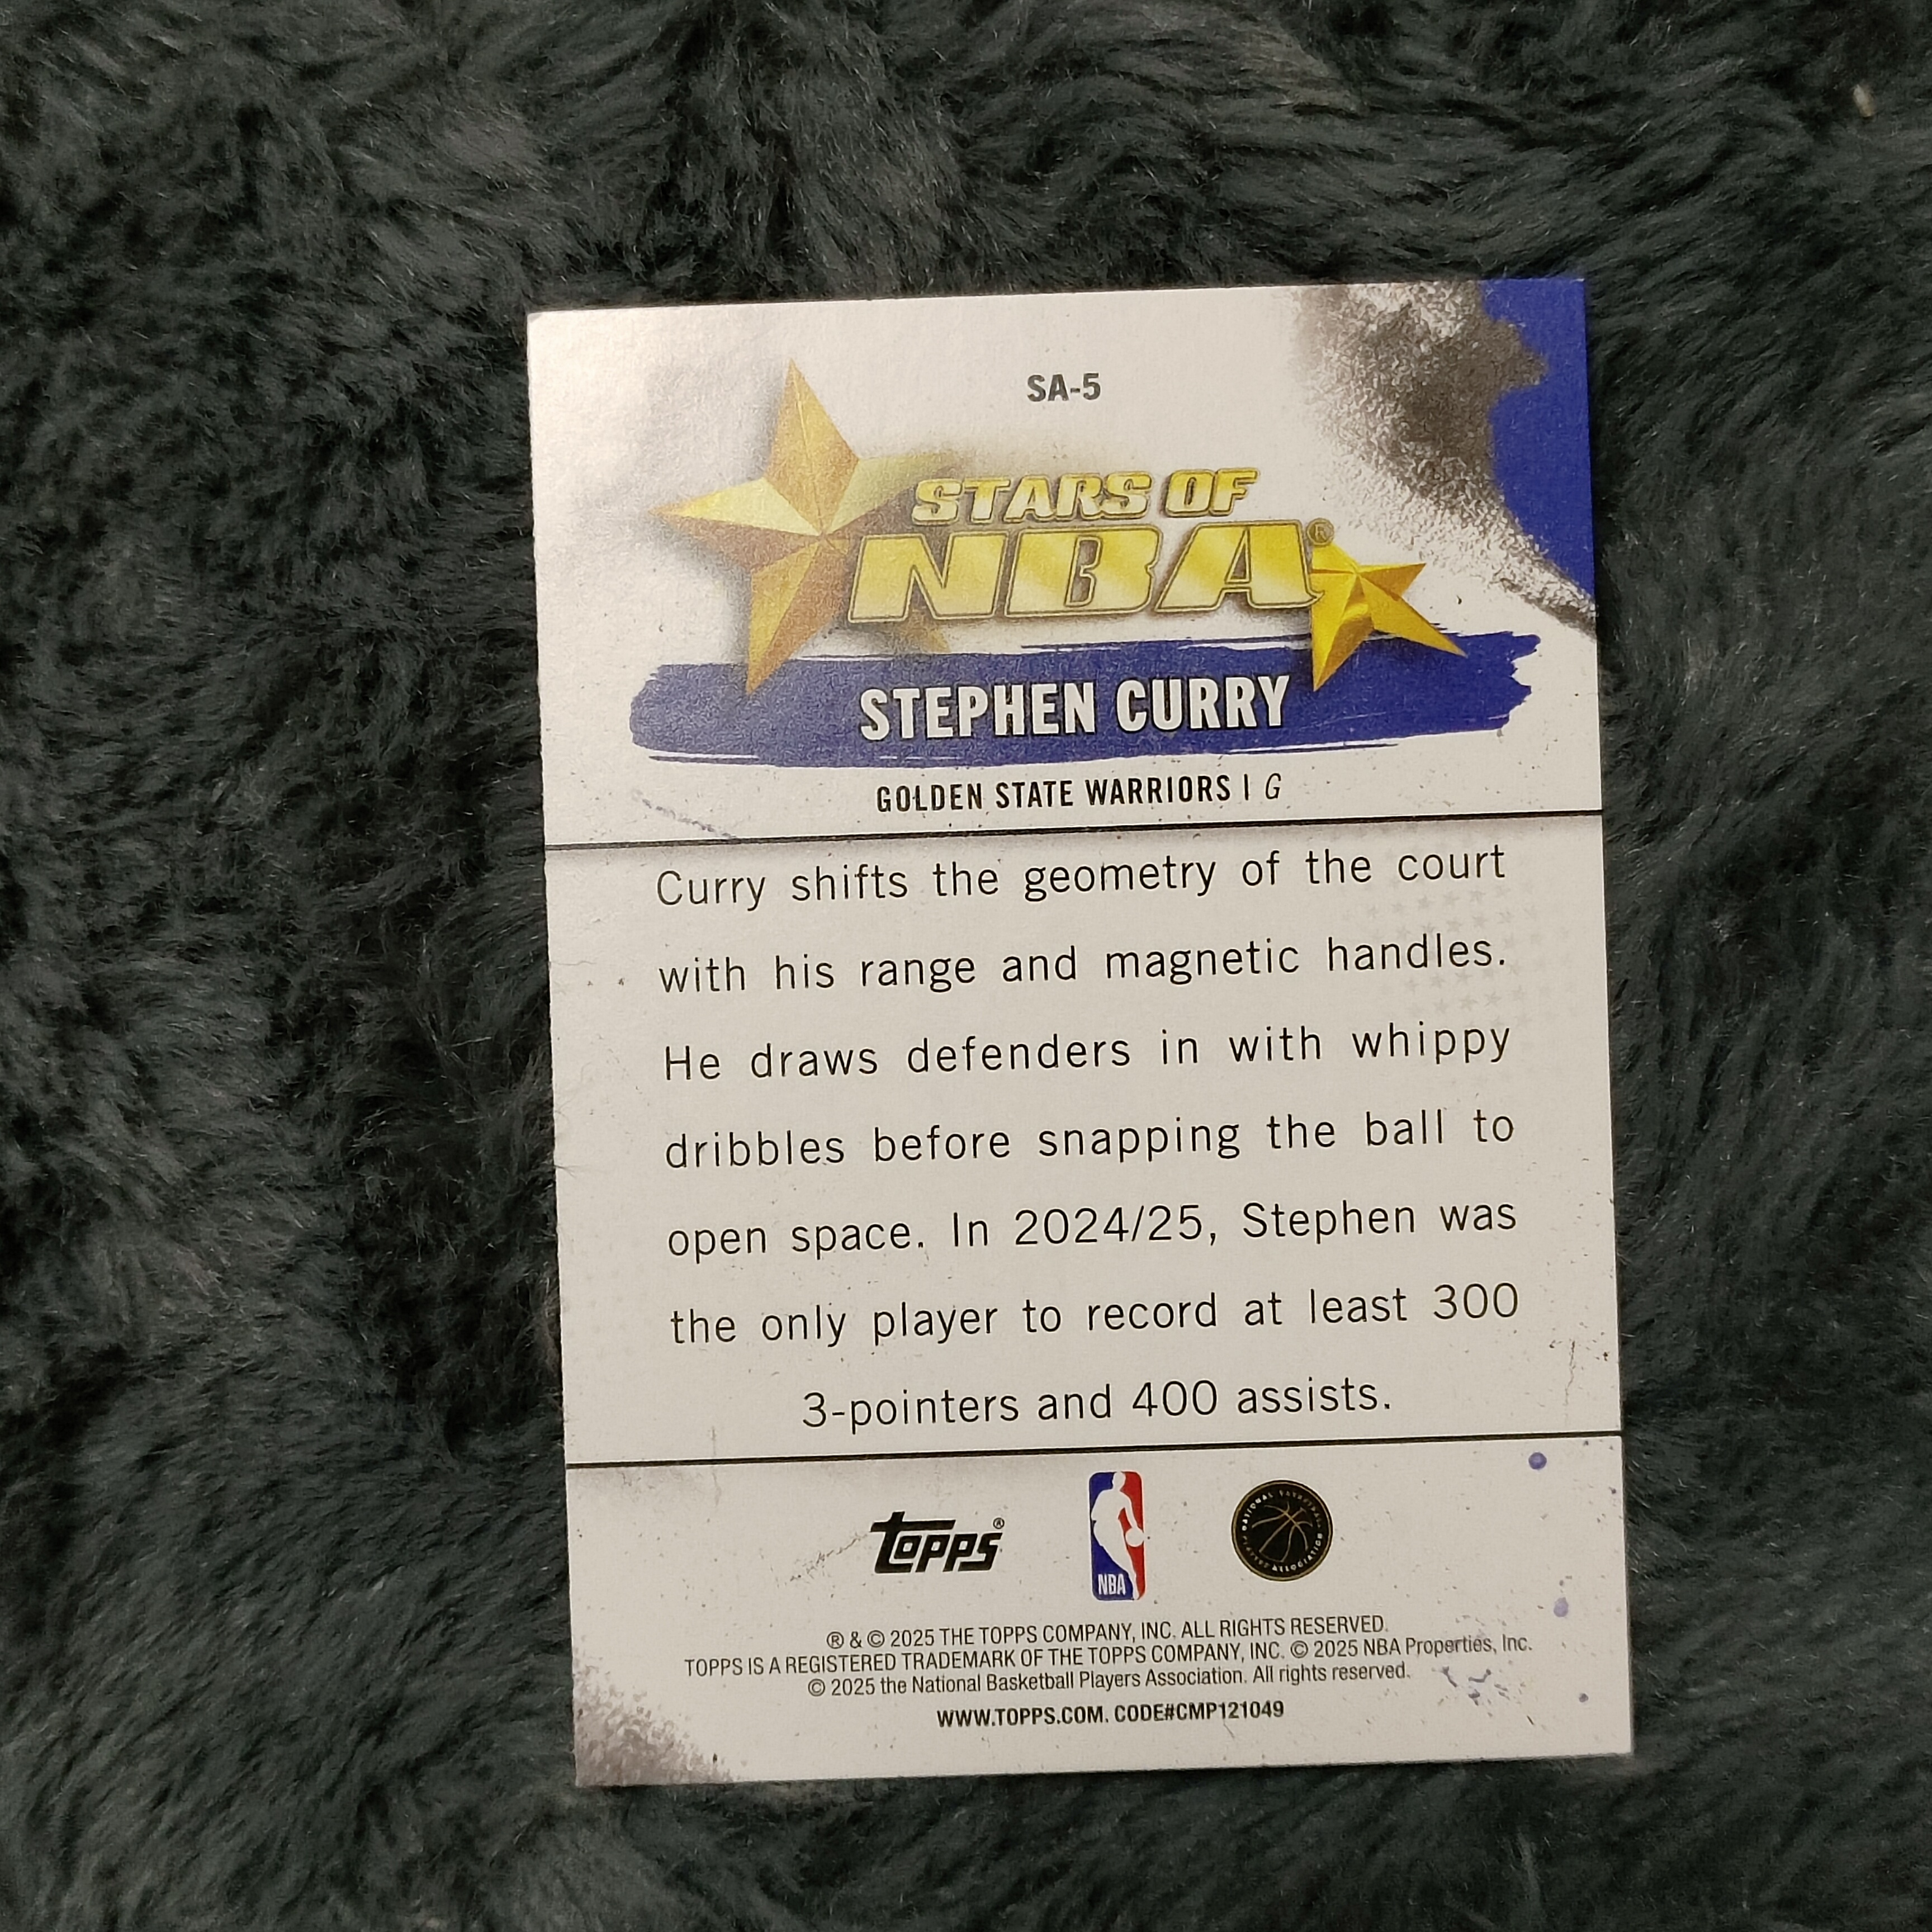 SA-5
STARS OF
NBA®
STEPHEN CURRY
GOLDEN STATE WARRIORS | G
Curry shifts the geometry of the court
with his range and magnetic handles.
He draws defenders in with whippy
dribbles before snapping the ball to
open space. In 2024/25, Stephen was
the only player to record at least 300
3-pointers and 400 assists.
topps®
NBA
NATIONAL BASKETBALL PLAYERS ASSOCIATION
® & © 2025 THE TOPPS COMPANY, INC. ALL RIGHTS RESERVED.
TOPPS IS A REGISTERED TRADEMARK OF THE TOPPS COMPANY, INC. © 2025 NBA Properties, Inc.
© 2025 the National Basketball Players Association. All rights reserved.
WWW.TOPPS.COM. CODE#CMP121049